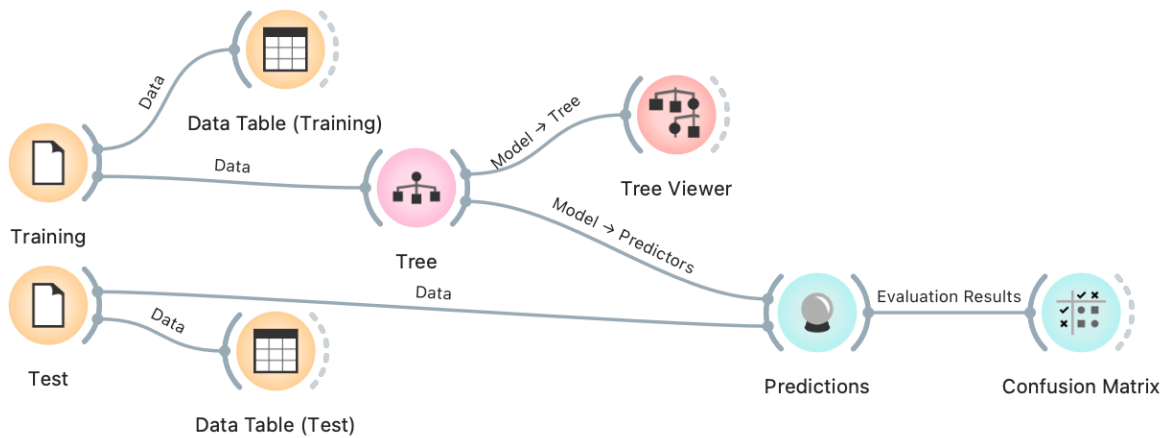 Data
Data Table (Training)
Data
Model → Tree
Tree Viewer
Training
Tree
Model → Predictors
Data
Data
Evaluation Results
Test
Predictions
Confusion Matrix
Data Table (Test)